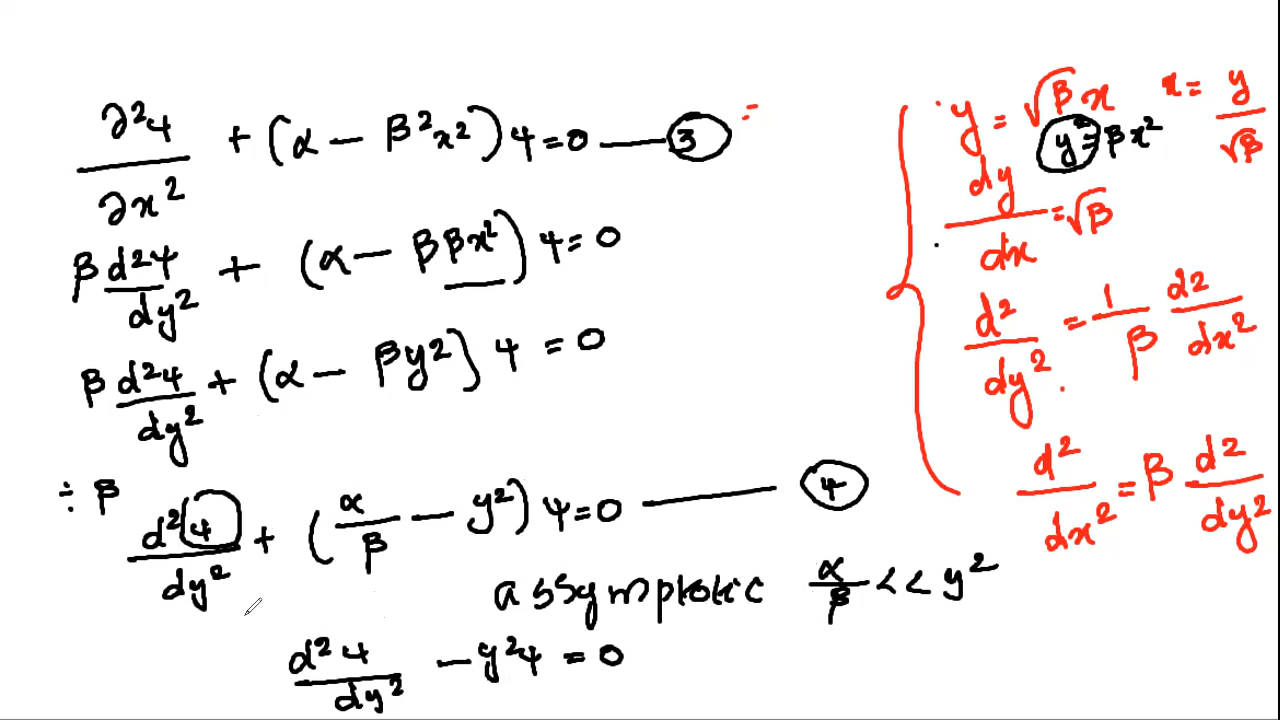 ∂²ψ/∂x² + (α − β²x²)ψ = 0 —— ③
β d²ψ/dy² + (α − β βx²)ψ = 0
β d²ψ/dy² + (α − βy²)ψ = 0
÷ β
d²ψ/dy² + (α/β − y²)ψ = 0 —— ④
assymptotic α/β << y²
d²ψ/dy² − y²ψ = 0
y = √β x x = y/√β
y² = βx²
dy/dx = √β
d²/dy² = 1/β d²/dx²
d²/dx² = β d²/dy²